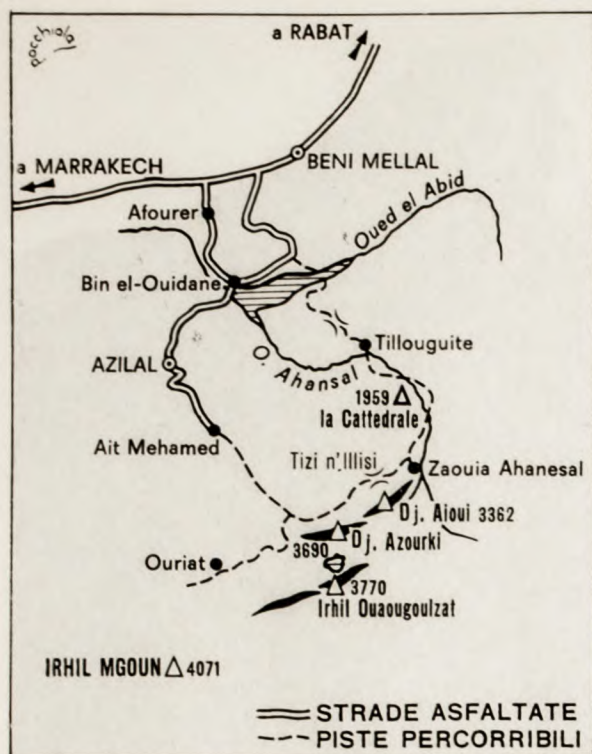 pocchiola
a RABAT
a MARRAKECH
BENI MELLAL
Afourer
Oued el Abid
Bin el-Ouidane
Tillouguite
AZILAL
O. Ahansal
1959
la Cattedrale
Ait Mehamed
Tizi n'Illisi
Zaouia Ahanesal
Dj. Aioui 3362
3690
Dj. Azourki
Ouriat
3770
Irhil Ouaougoulzat
IRHIL MGOUN 4071
STRADE ASFALTATE
PISTE PERCORRIBILI